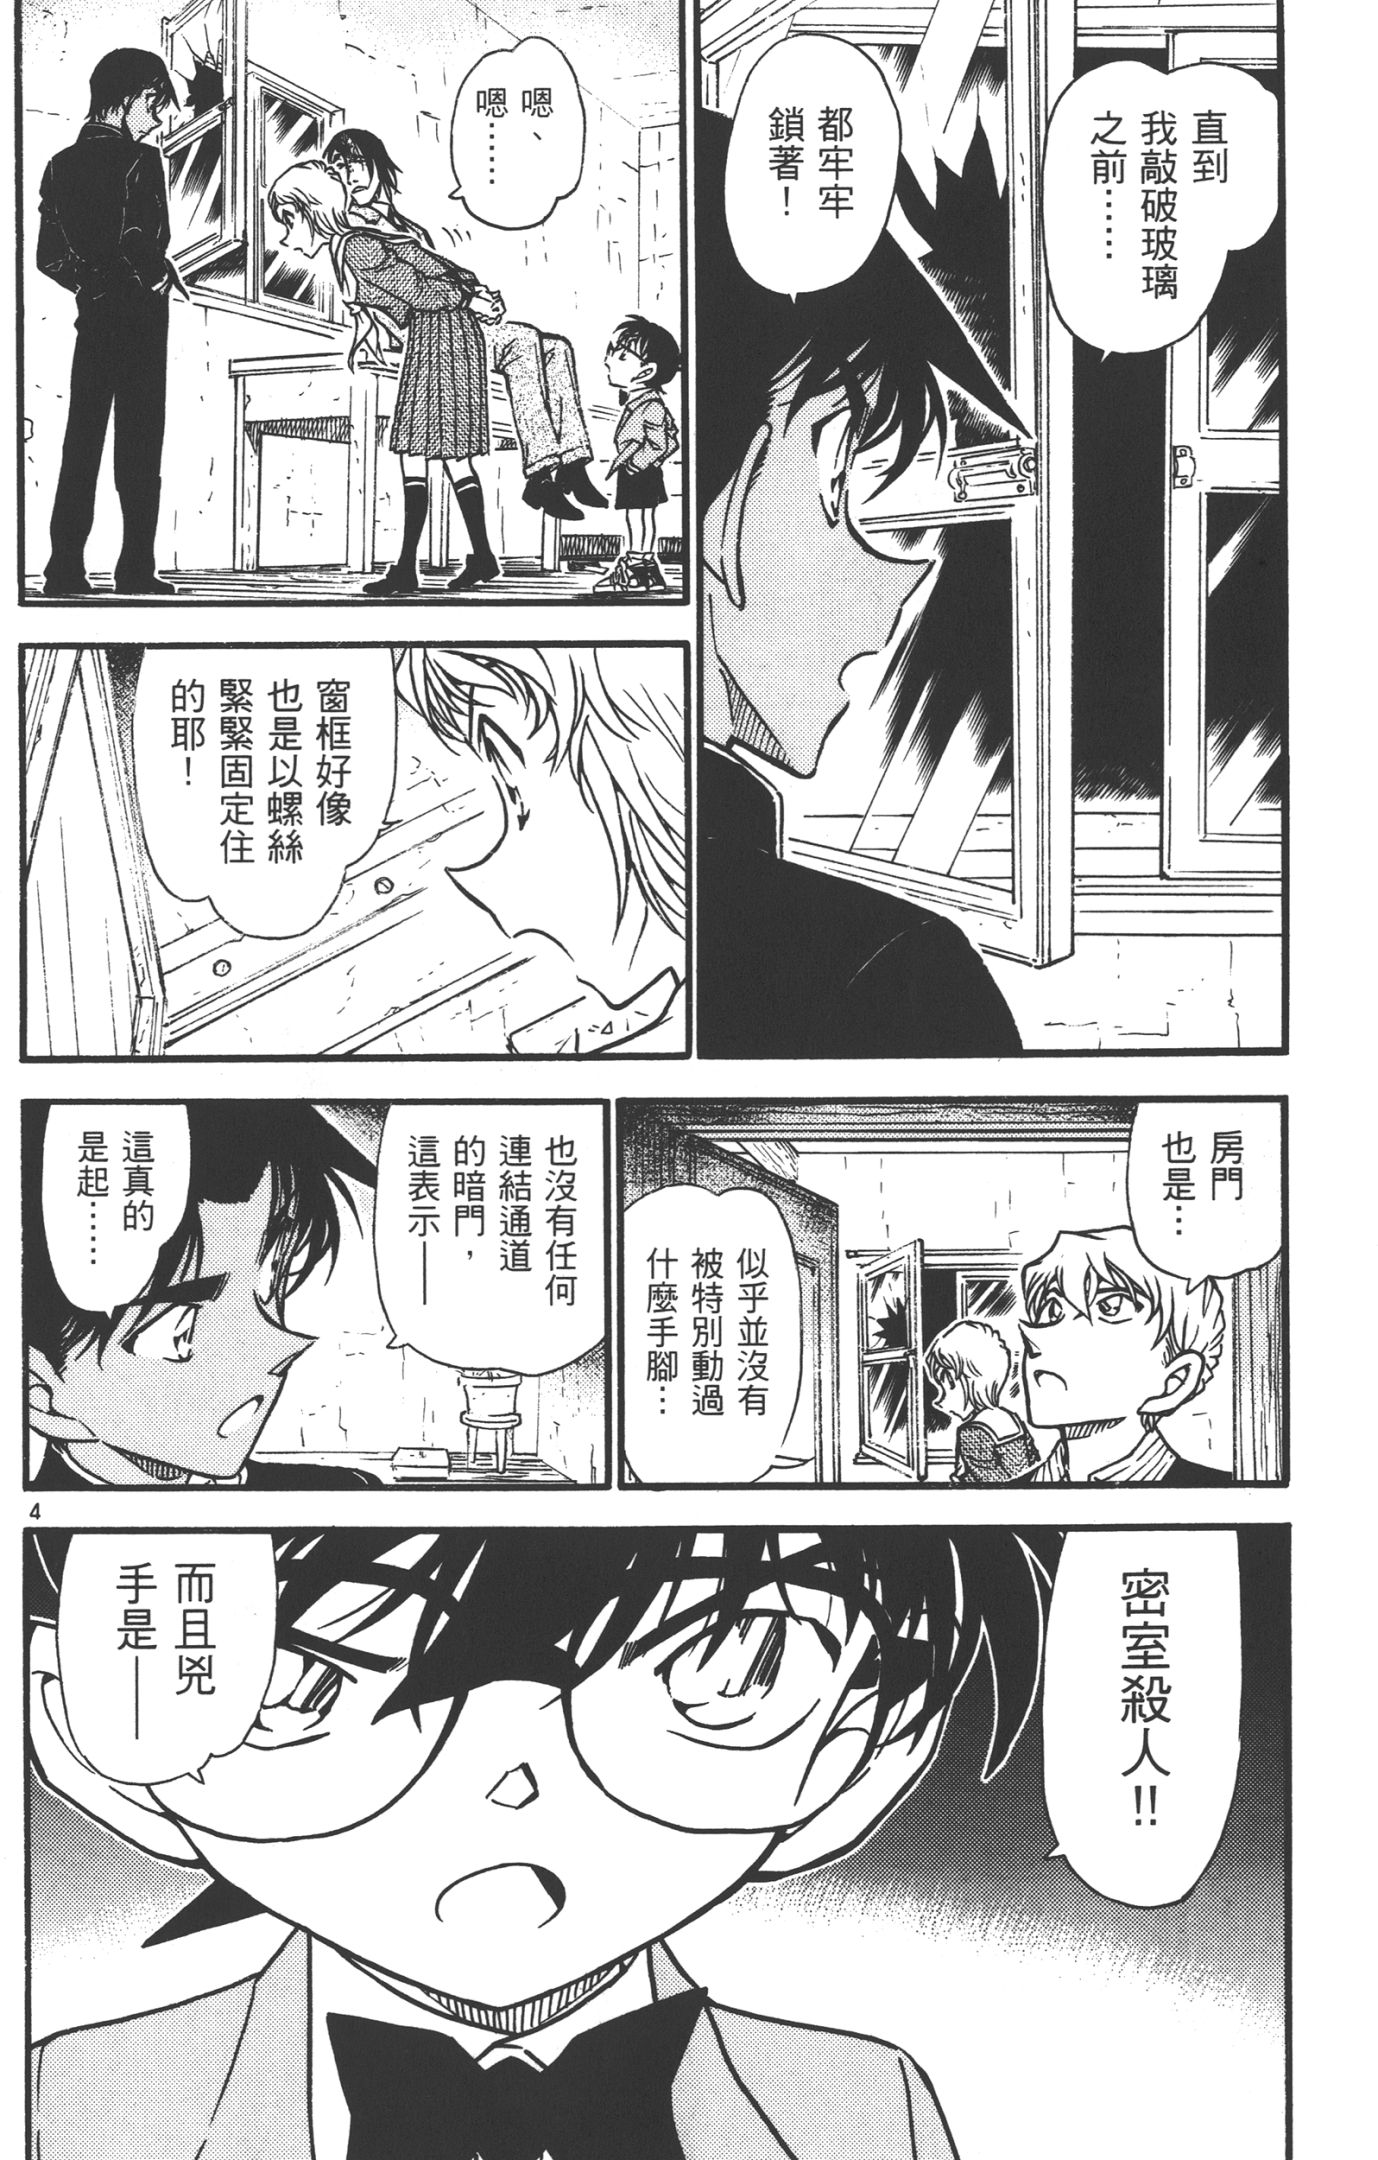 直到
我敲破玻璃
之前……
都牢牢
鎖著！
嗯、
嗯……
窗框好像
也是以螺絲
緊緊固定住
的耶！
房門
也是…
似乎並沒有
被特別動過
什麼手腳…
也沒有任何
連結通道
的暗門，
這表示——
這真的
是起……
密室殺人!!
而且兇
手是——
4